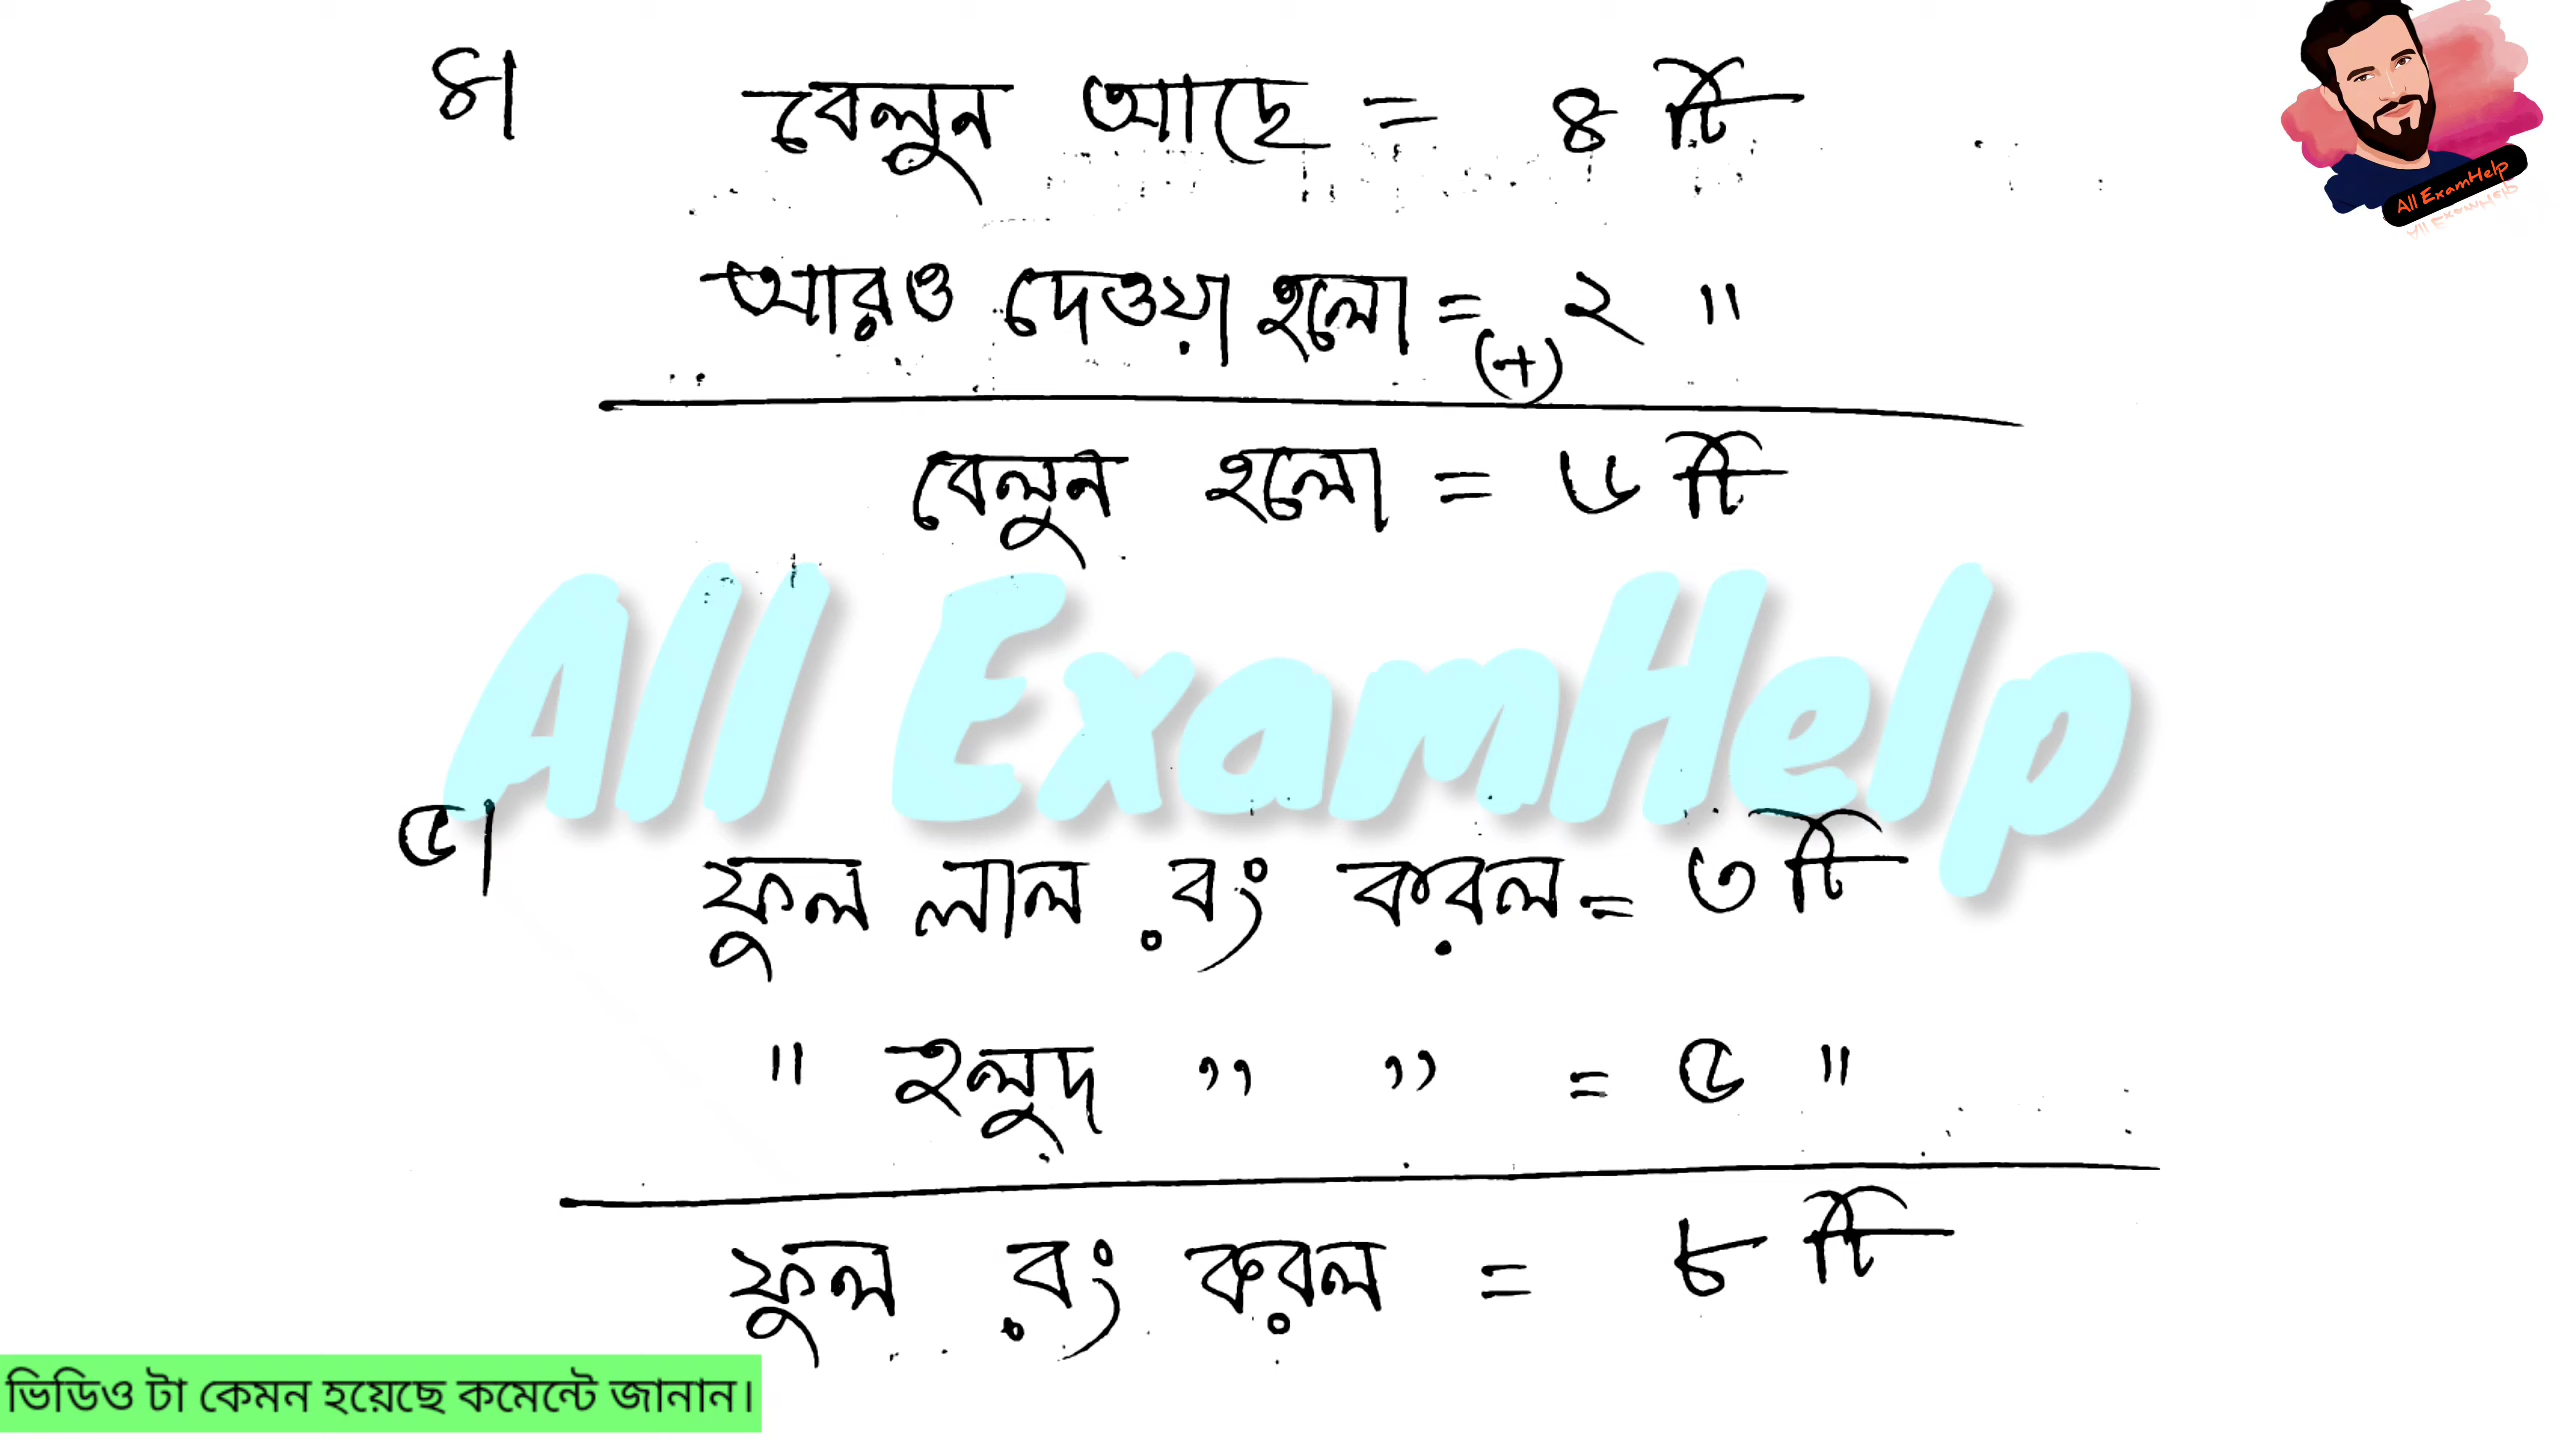 ৪। বেলুন আছে = ৪ টি
আরও দেওয়া হলো = (+) ২ "
বেলুন হলো = ৬ টি
All ExamHelp
৫। ফুল লাল রং করল = ৩ টি
" হলুদ " " = ৫ "
ফুল রং করল = ৮ টি
ভিডিও টা কেমন হয়েছে কমেন্টে জানান।
All ExamHelp